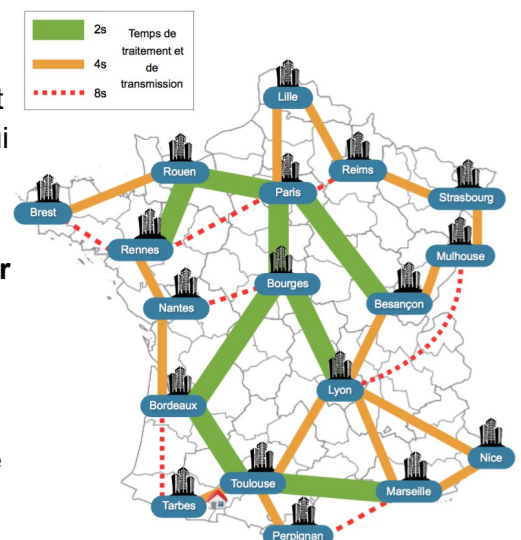 2s
4s
8s
Temps de
traitement et
de
transmission
t
ui
r
e
Lille
Rouen
Reims
Paris
Strasbourg
Brest
Rennes
Mulhouse
Bourges
Nantes
Besançon
Lyon
Bordeaux
Nice
Toulouse
Marseille
Tarbes
Perpignan